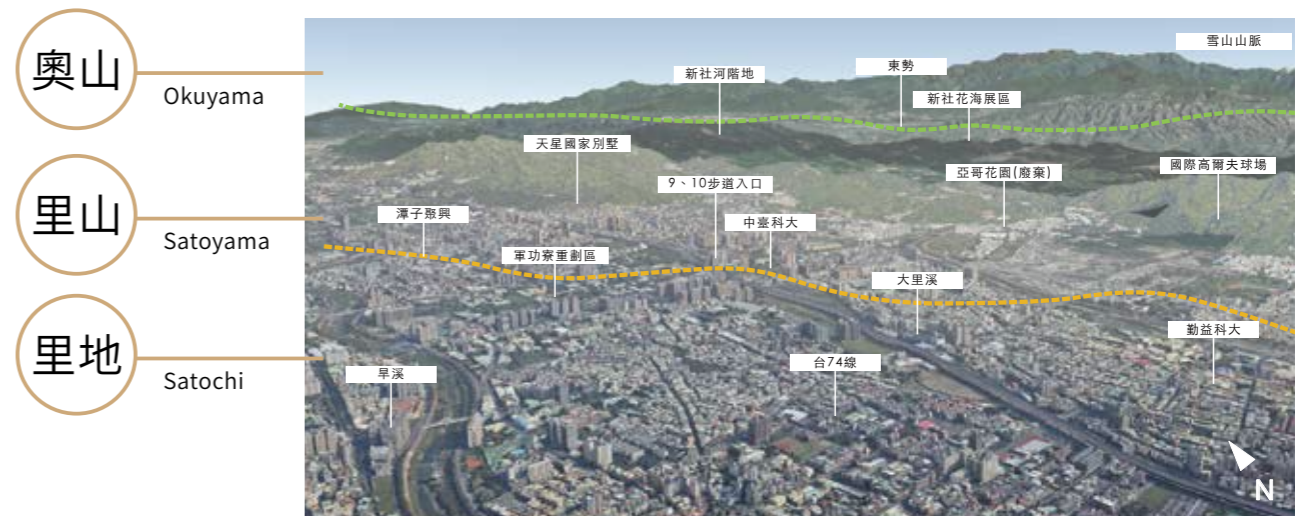 奧山
Okuyama
里山
Satoyama
里地
Satochi
雪山山脈
東勢
新社河階地
新社花海展區
天星國家別墅
國際高爾夫球場
亞哥花園(廢棄)
9、10步道入口
潭子聚興
中臺科大
軍功寮重劃區
大里溪
勤益科大
台74線
旱溪
N